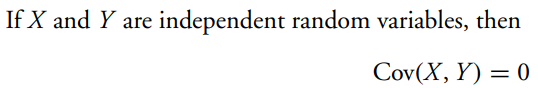 If X and Y are independent random variables, then
Cov(X, Y) = 0